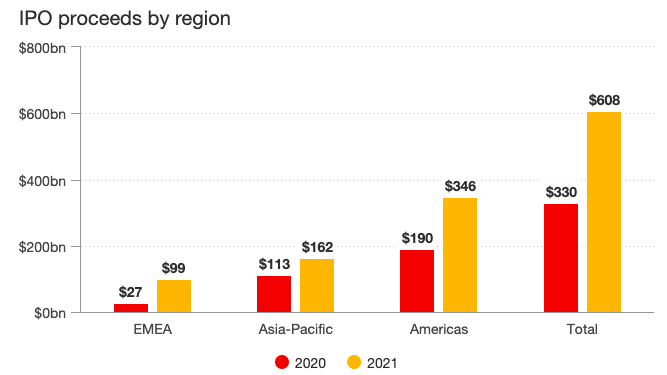 IPO proceeds by region
$800bn
$600bn
$400bn
$200bn
$0bn
$27
$99
$113
$162
$190
$346
$330
$608
EMEA
Asia-Pacific
Americas
Total
2020
2021